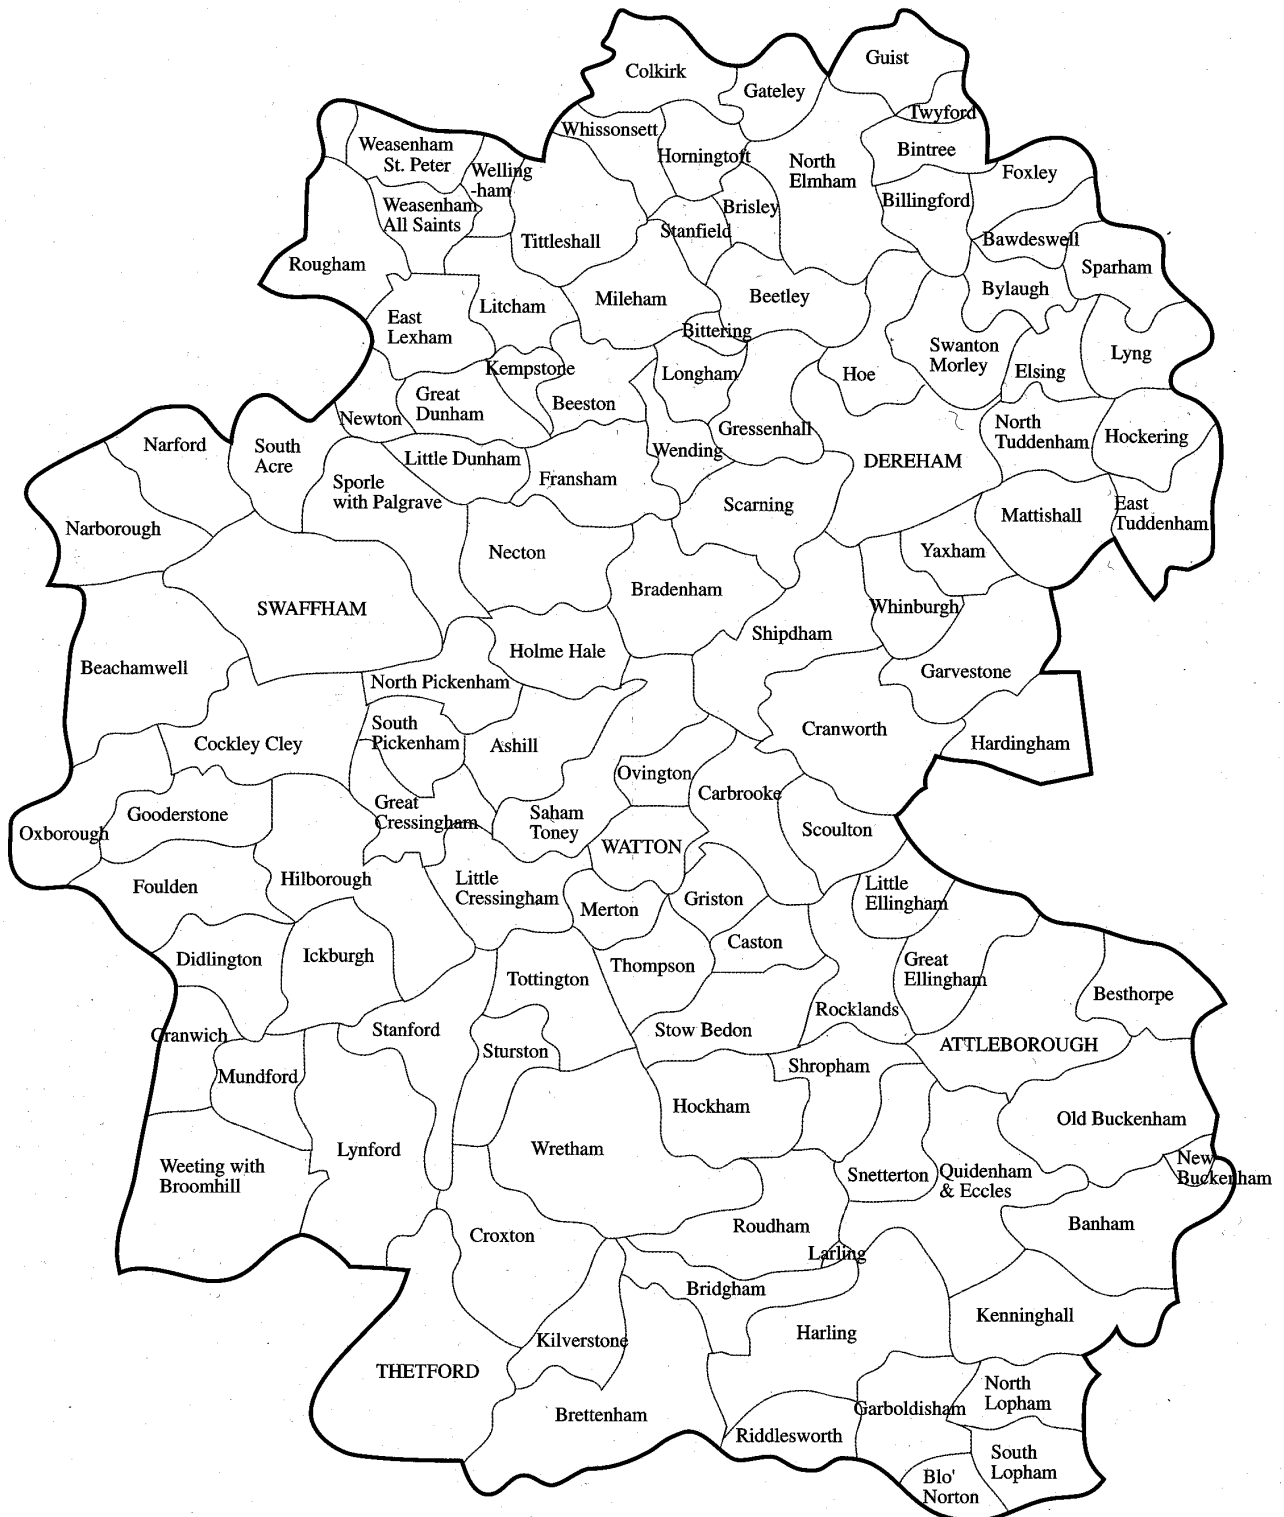 Guist
Colkirk
Gateley
Twyford
Whissonsett
Weasenham
St. Peter
Horningtoft
Bintree
North
Elmham
Foxley
Welling
-ham
Billingford
Weasenham
All Saints
Brisley
Stanfield
Tittleshall
Bawdeswell
Rougham
Sparham
Bylaugh
Mileham
Beetley
Litcham
East
Lexham
Bittering
Swanton
Morley
Lyng
Kempstone
Longham
Hoe
Elsing
Great
Dunham
Beeston
Newton
Gressenhall
North
Tuddenham
Hockering
Narford
South
Acre
Wending
Little Dunham
DEREHAM
Fransham
Sporle
with Palgrave
Scarning
Mattishall
East
Tuddenham
Narborough
Necton
Yaxham
Bradenham
SWAFFHAM
Whinburgh
Shipdham
Holme Hale
Beachamwell
Garvestone
North Pickenham
South
Pickenham
Cranworth
Cockley Cley
Ashill
Hardingham
Ovington
Carbrooke
Great
Cressingham
Gooderstone
Saham
Toney
Oxborough
Scoulton
WATTON
Foulden
Hilborough
Little
Cressingham
Little
Ellingham
Griston
Merton
Caston
Didlington
Ickburgh
Thompson
Great
Ellingham
Tottington
Besthorpe
Rocklands
Stanford
Stow Bedon
Cranwich
ATTLEBOROUGH
Sturston
Shropham
Mundford
Hockham
Old Buckenham
Lynford
Wretham
New
Buckenham
Weeting with
Broomhill
Snetterton
Quidenham
& Eccles
Roudham
Banham
Croxton
Larling
Bridgham
Kenninghall
Harling
Kilverstone
THETFORD
North
Lopham
Garboldisham
Brettenham
Riddlesworth
South
Lopham
Blo'
Norton